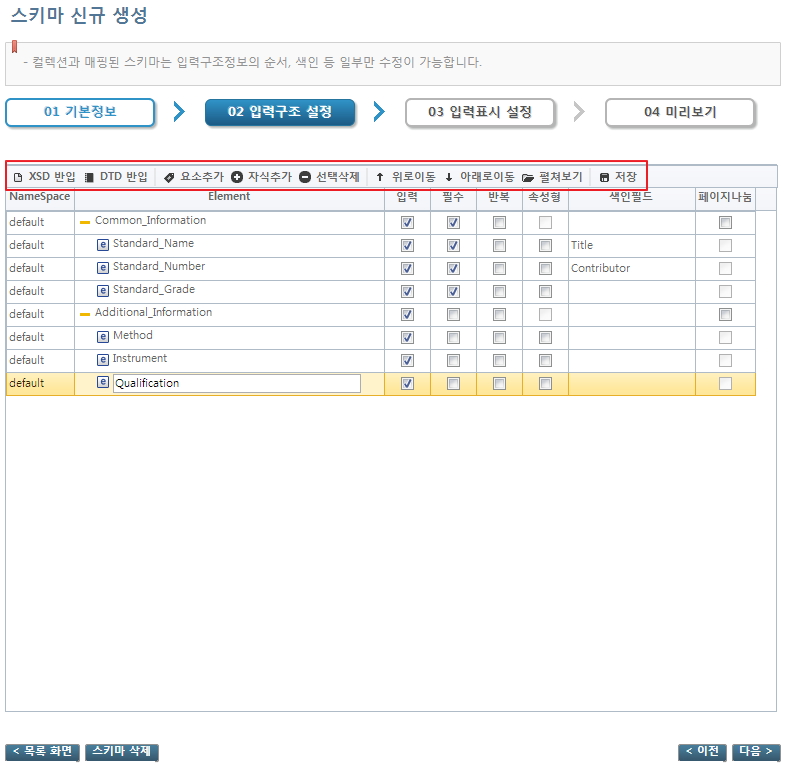 스키마 신규 생성
- 컬렉션과 매핑된 스키마는 입력구조정보의 순서, 색인 등 일부만 수정이 가능합니다.
01 기본정보 02 입력구조 설정 03 입력표시 설정 04 미리보기
XSD 반입 DTD 반입 요소추가 자식추가 선택삭제 위로이동 아래로이동 펼쳐보기 저장
NameSpace Element 입력 필수 반복 속성형 색인필드 페이지나눔
default Common_Information
default e Standard_Name Title
default e Standard_Number Contributor
default e Standard_Grade
default Additional_Information
default e Method
default e Instrument
default e Qualification
< 목록 화면 스키마 삭제 < 이전 다음 >